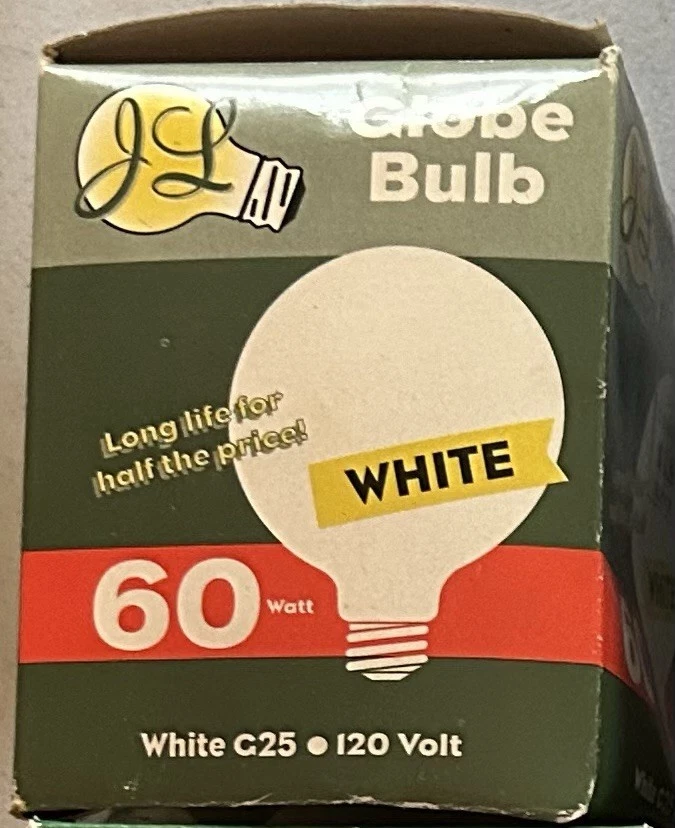 JL
Globe
Bulb
Long life for
half the price!
WHITE
60 Watt
White G25 ● 120 Volt